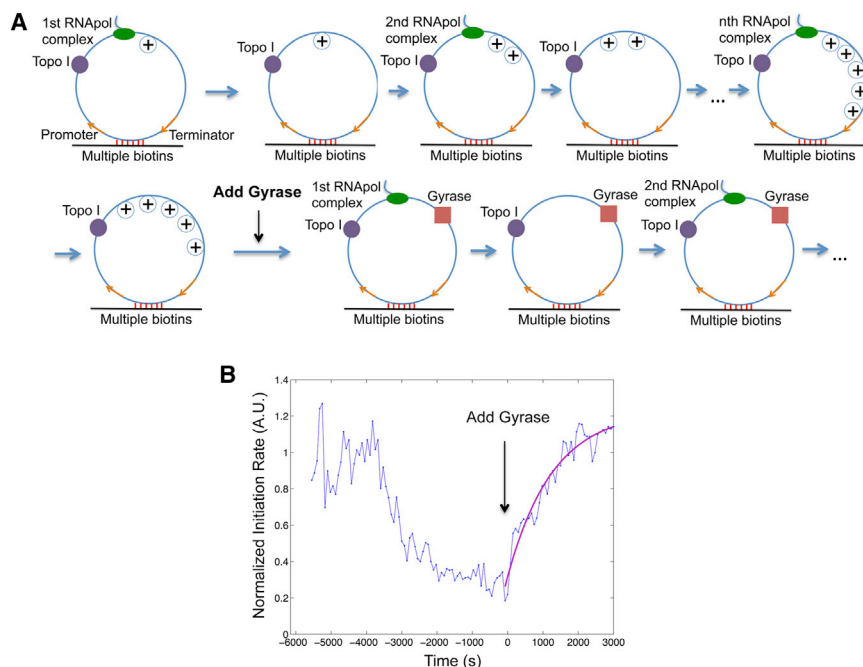 A
1st RNApol complex
Topo I
+
Promoter
Terminator
Multiple biotins
+
Topo I
Multiple biotins
2nd RNApol complex
Topo I
+ +
Multiple biotins
Topo I
+ +
Multiple biotins
...
nth RNApol complex
Topo I
+ + + + +
Multiple biotins
Topo I
+ + + + +
Multiple biotins
Add Gyrase
1st RNApol complex
Gyrase
Topo I
Multiple biotins
Gyrase
Topo I
Multiple biotins
2nd RNApol complex
Gyrase
Topo I
Multiple biotins
...
B
Normalized Initiation Rate (A.U.)
1.4
1.2
1
0.8
0.6
0.4
0.2
0
Add Gyrase
−6000 −5000 −4000 −3000 −2000 −1000 0 1000 2000 3000
Time (s)